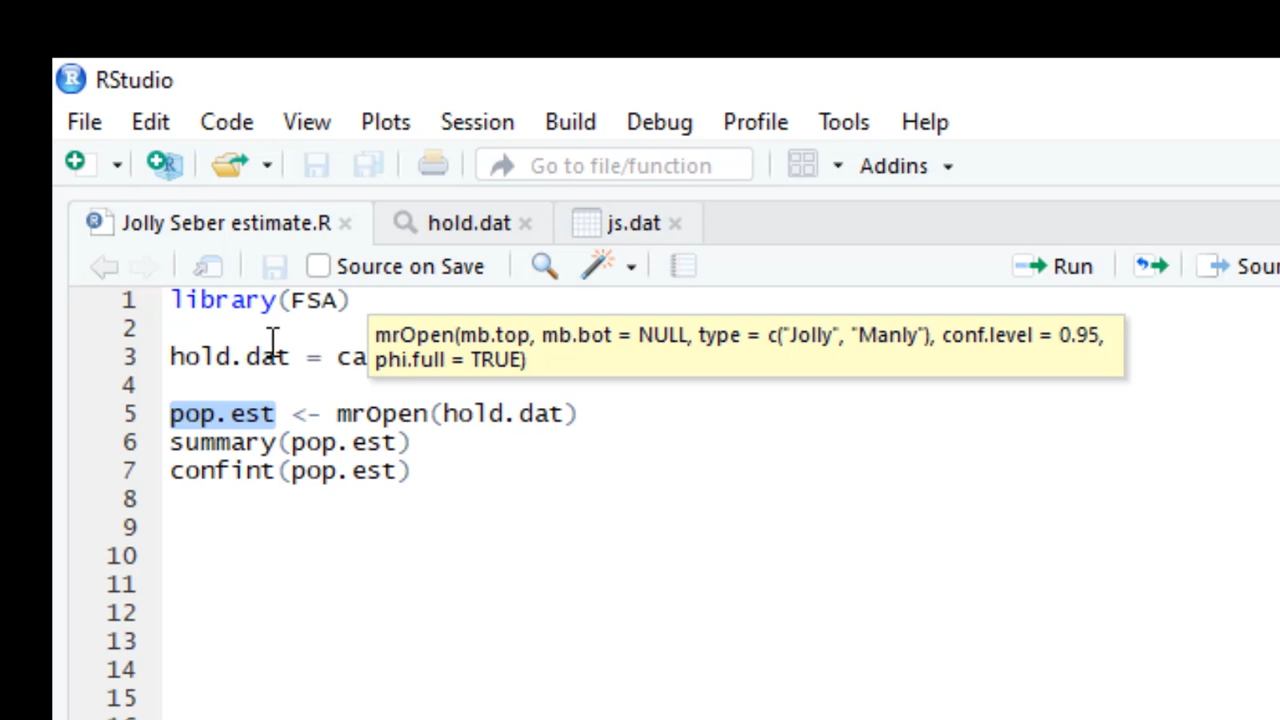 RStudio
File Edit Code View Plots Session Build Debug Profile Tools Help
Go to file/function Addins
Jolly Seber estimate.R hold.dat js.dat
Source on Save Run
1 library(FSA)
2
mrOpen(mb.top, mb.bot = NULL, type = c("Jolly", "Manly"), conf.level = 0.95,
phi.full = TRUE)
3 hold.dat = ca
4
5 pop.est <- mrOpen(hold.dat)
6 summary(pop.est)
7 confint(pop.est)
8
9
10
11
12
13
14
15